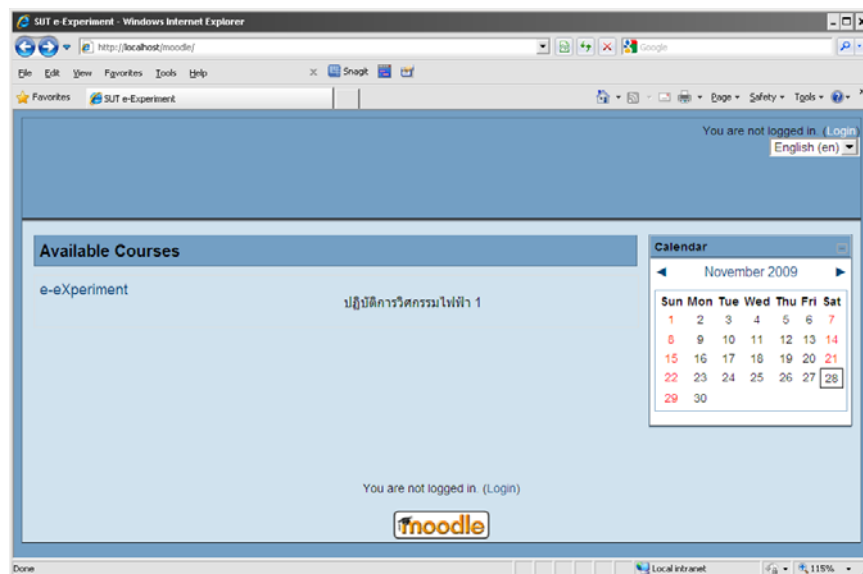 SUT e-Experiment - Windows Internet Explorer
http://localhost/moodle/
Google
File Edit View Favorites Tools Help
x Snagit
Favorites SUT e-Experiment
Page Safety Tools
You are not logged in. (Login)
English (en)
Available Courses
e-eXperiment
ปฏิบัติการวิศกรรมไฟฟ้า 1
Calendar
November 2009
Sun Mon Tue Wed Thu Fri Sat
1 2 3 4 5 6 7
8 9 10 11 12 13 14
15 16 17 18 19 20 21
22 23 24 25 26 27 28
29 30
You are not logged in. (Login)
moodle
Done
Local intranet
115%